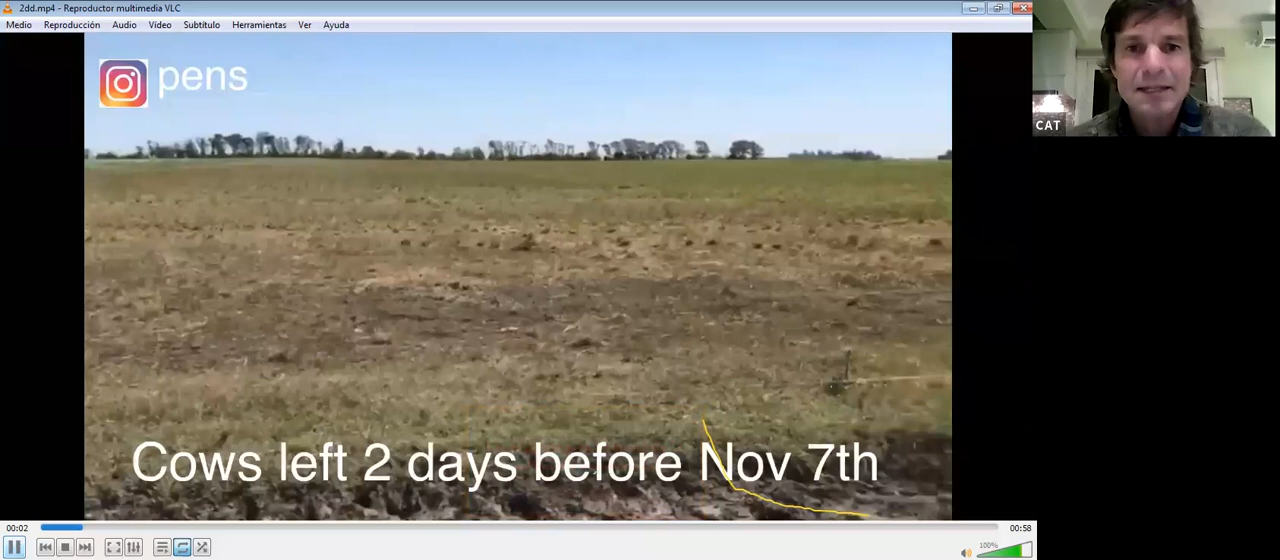 2dd.mp4 - Reproductor multimedia VLC
Medio Reproducción Audio Vídeo Subtítulo Herramientas Ver Ayuda
pens
CAT
Cows left 2 days before Nov 7th
00:02
00:58
100%